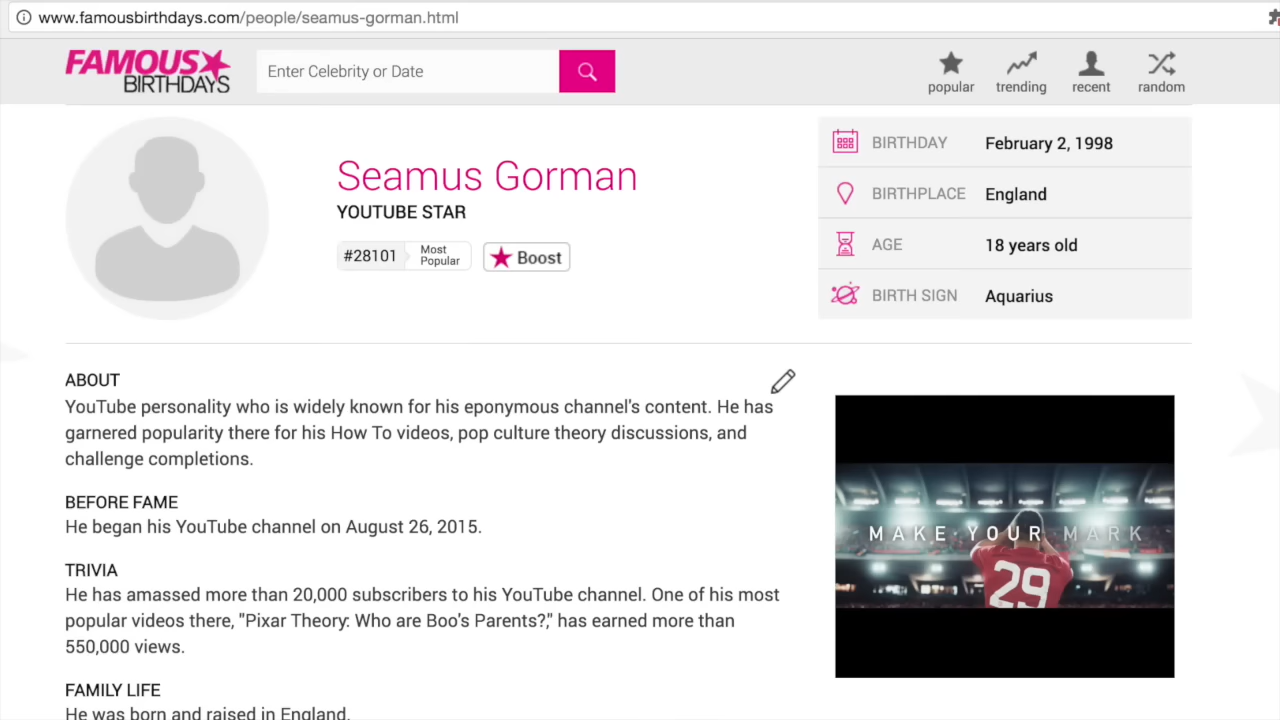 www.famousbirthdays.com/people/seamus-gorman.html
FAMOUS
BIRTHDAYS
Enter Celebrity or Date
popular
trending
recent
random
Seamus Gorman
YOUTUBE STAR
#28101
Most
Popular
Boost
BIRTHDAY February 2, 1998
BIRTHPLACE England
AGE 18 years old
BIRTH SIGN Aquarius
ABOUT
YouTube personality who is widely known for his eponymous channel's content. He has
garnered popularity there for his How To videos, pop culture theory discussions, and
challenge completions.
BEFORE FAME
He began his YouTube channel on August 26, 2015.
TRIVIA
He has amassed more than 20,000 subscribers to his YouTube channel. One of his most
popular videos there, "Pixar Theory: Who are Boo's Parents?," has earned more than
550,000 views.
FAMILY LIFE
He was born and raised in England.
MAKE YOUR MARK
29